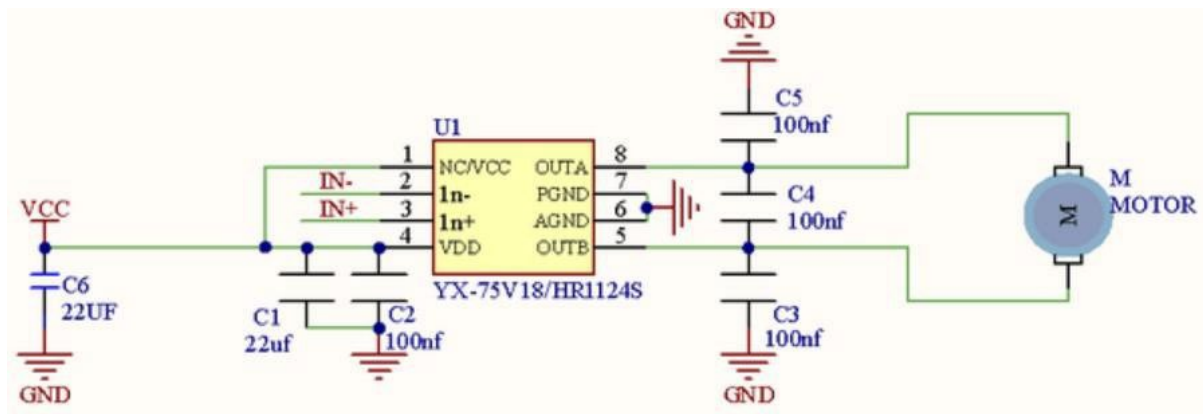 GND
C5
100nf
U1
1 NC/VCC OUTA 8
IN- 2 1n- PGND 7
IN+ 3 1n+ AGND 6
4 VDD OUTB 5
YX-75V18/HR1124S
C4
100nf
M
MOTOR
M
VCC
C6
22UF
GND
C1
22uf
C2
100nf
C3
100nf
GND